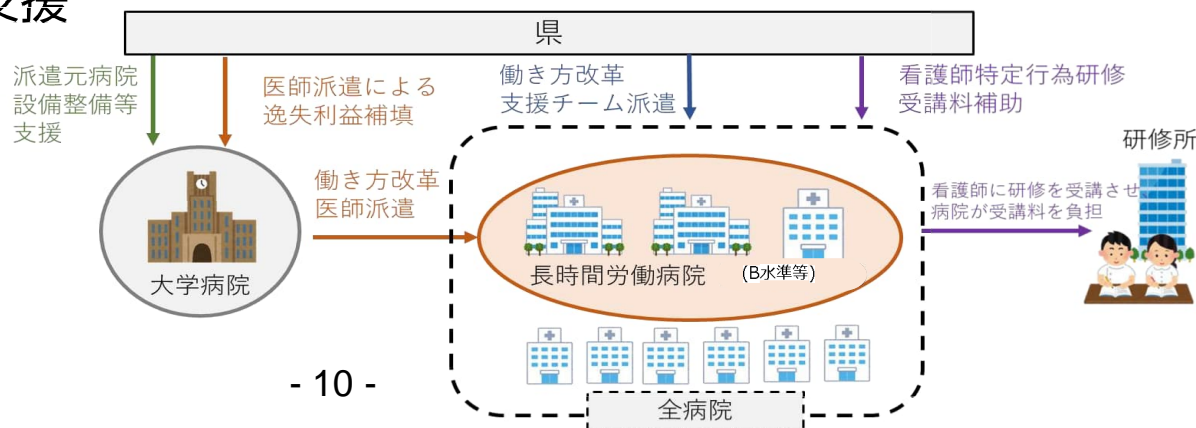 支援
県
派遣元病院
設備整備等
支援
医師派遣による
逸失利益補填
働き方改革
支援チーム派遣
看護師特定行為研修
受講料補助
研修所
働き方改革
医師派遣
看護師に研修を受講させ
病院が受講料を負担
大学病院
長時間労働病院
(B水準等)
- 10 -
全病院